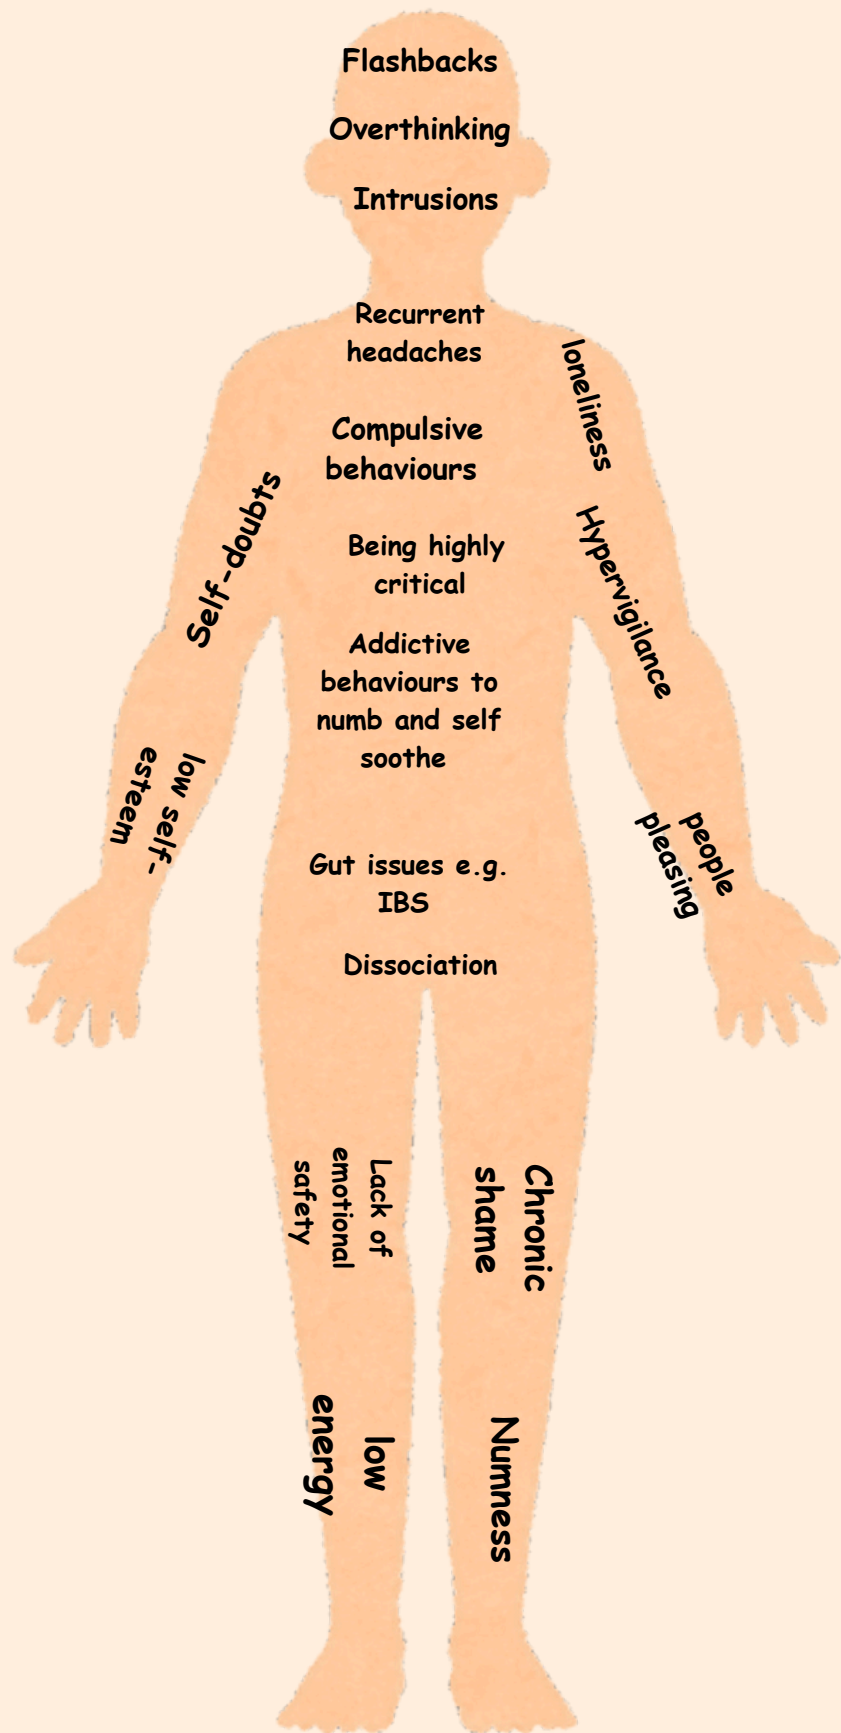 Flashbacks
Overthinking
Intrusions
Recurrent
headaches
loneliness
Compulsive
behaviours
Self-doubts
Being highly
critical
Hypervigilance
Addictive
behaviours to
numb and self
soothe
low self-
esteem
people
pleasing
Gut issues e.g.
IBS
Dissociation
Lack of
emotional
safety
Chronic
shame
low
energy
Numness